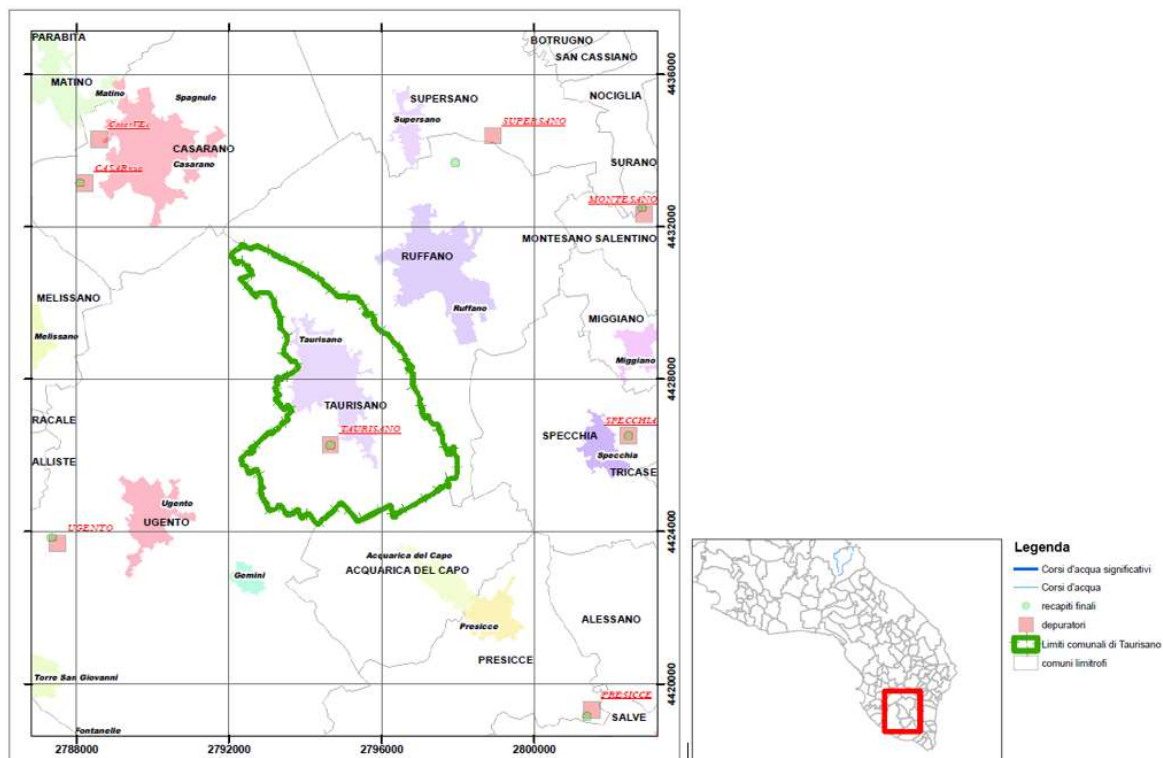 PARABITA
BOTRUGNO
SAN CASSIANO
MATINO
Matino
Spagnulo
SUPERSANO
NOCIGLIA
Supersano
SUPERSANO
CASARANO
Casarano
SURANO
MONTESANO
MONTESANO SALENTINO
RUFFANO
Ruffano
MELISSANO
Melissano
MIGGIANO
Miggiano
Taurisano
TAURISANO
TAURISANO
RACALE
SPECCHIA
SPECCHIA
Specchia
ALLISTE
TRICASE
Ugento
UGENTO
UGENTO
Acquarica del Capo
ACQUARICA DEL CAPO
Gemini
ALESSANO
Presicce
PRESICCE
Torre San Giovanni
PRESICCE
SALVE
Fontanelle
4436000
4432000
4428000
4424000
4420000
2788000
2792000
2796000
2800000
Legenda
Corsi d'acqua significativi
Corsi d'acqua
recapiti finali
depuratori
Limiti comunali di Taurisano
comuni limitrofi